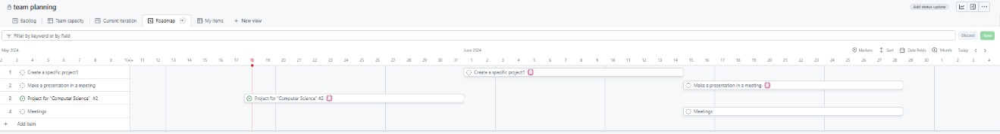 team planning
Add status update
Backlog Team capacity Current iteration Roadmap My items + New view
Filter by keyword or by field
Discard Save
May 2024 June 2024 Markers Sort Date fields Month Today
2 3 4 5 6 7 8 9 10 11 12 13 14 15 16 17 18 19 20 21 22 23 24 25 26 27 28 29 30 31 1 2 3 4 5 6 7 8 9 10 11 12 13 14 15 16 17 18 19 20 21 22 23 24 25 26 27 28 29 30 1 2 3 4
1 Create a specific project1 Create a specific project1
2 Make a presentation in a meeting Make a presentation in a meeting
3 Project for "Computer Science" #2 Project for "Computer Science" #2
4 Meetings Meetings
+ Add item